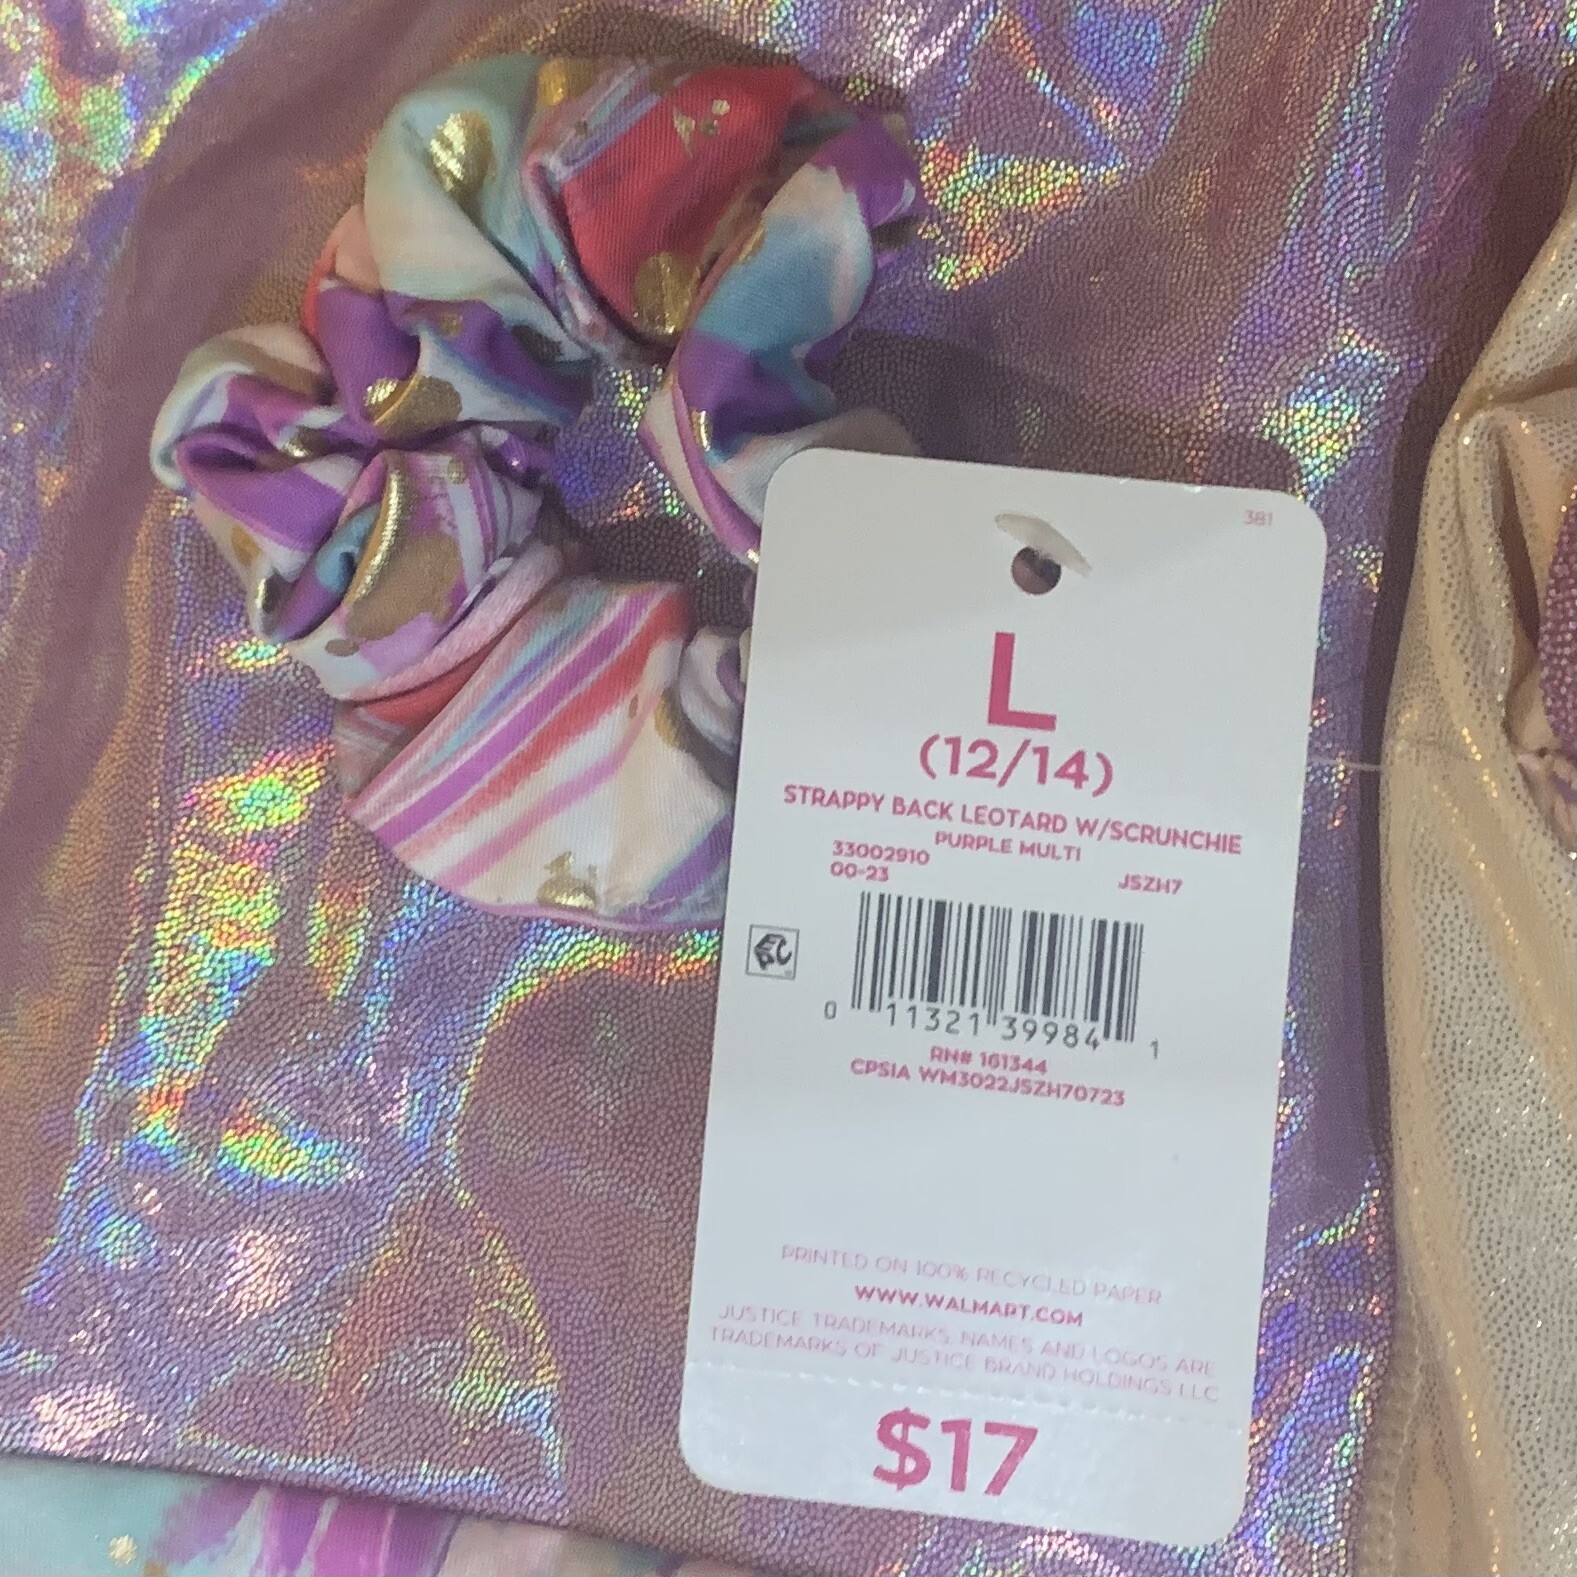 381
L
(12/14)
STRAPPY BACK LEOTARD W/SCRUNCHIE
PURPLE MULTI
33002910
00-23 JSZH7
0 11321 39984 1
RN# 161344
CPSIA WM3022JSZH70723
PRINTED ON 100% RECYCLED PAPER
WWW.WALMART.COM
JUSTICE TRADEMARKS, NAMES AND LOGOS ARE
TRADEMARKS OF JUSTICE BRAND HOLDINGS LLC
$17